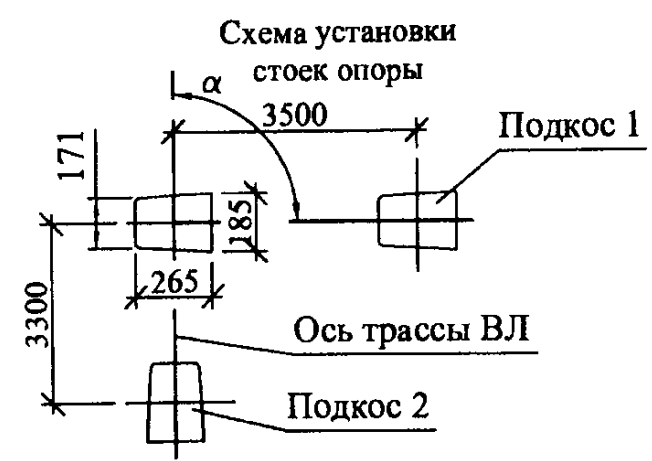 Схема установки
стоек опоры
α
3500
Подкос 1
171
185
265
3300
Ось трассы ВЛ
Подкос 2